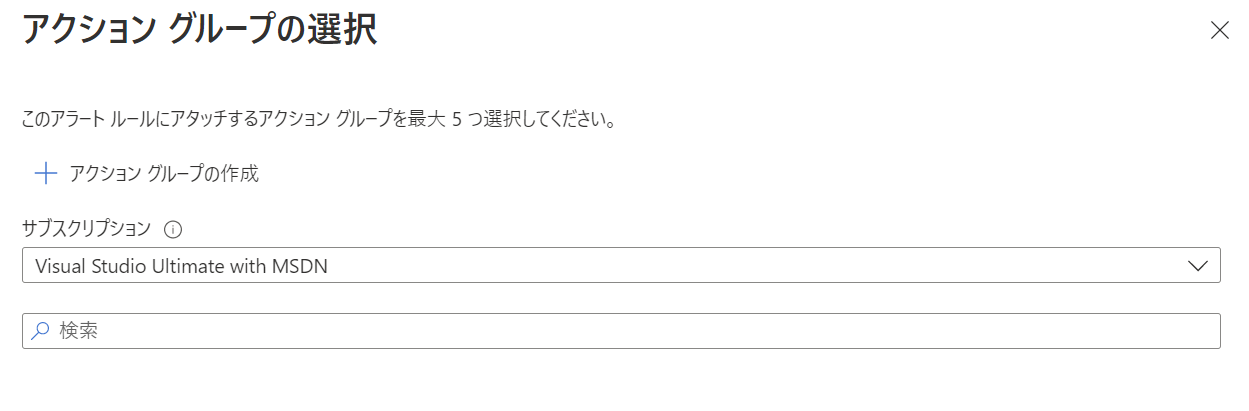 アクション グループの選択
このアラート ルールにアタッチするアクション グループを最大 5 つ選択してください。
アクション グループの作成
サブスクリプション
Visual Studio Ultimate with MSDN
検索